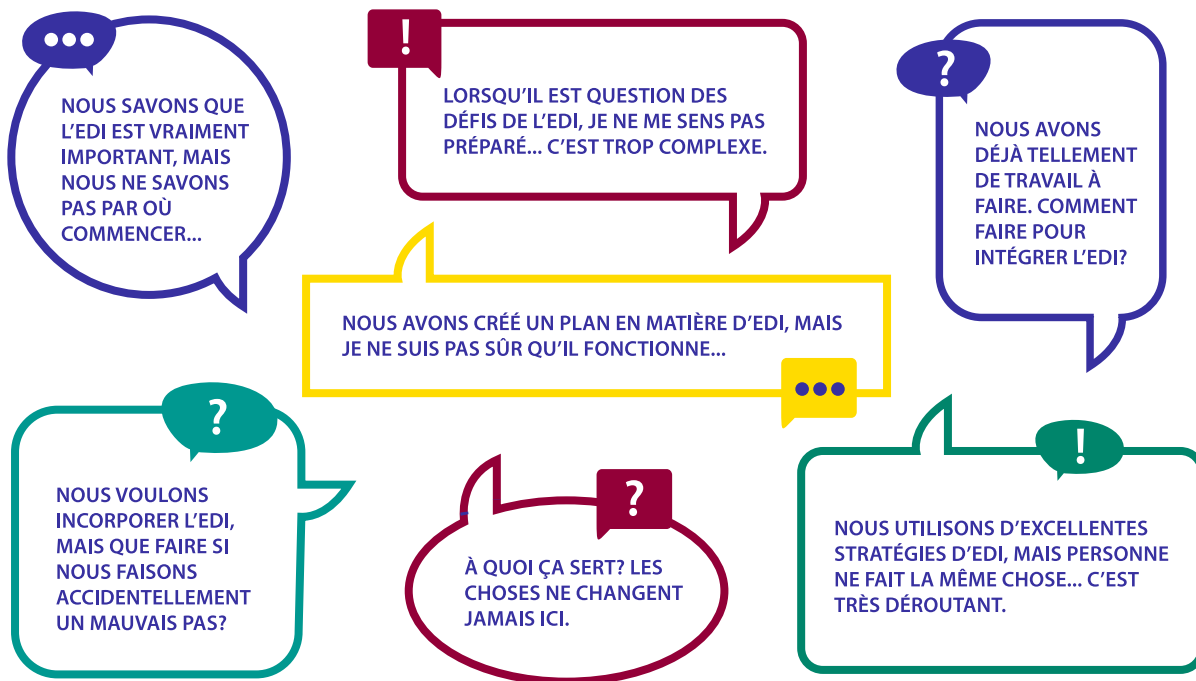 NOUS SAVONS QUE
L'EDI EST VRAIMENT
IMPORTANT, MAIS
NOUS NE SAVONS
PAS PAR OÙ
COMMENCER...
!
LORSQU'IL EST QUESTION DES
DÉFIS DE L'EDI, JE NE ME SENS PAS
PRÉPARÉ... C'EST TROP COMPLEXE.
?
NOUS AVONS
DÉJÀ TELLEMENT
DE TRAVAIL À
FAIRE. COMMENT
FAIRE POUR
INTÉGRER L'EDI?
NOUS AVONS CRÉÉ UN PLAN EN MATIÈRE D'EDI, MAIS
JE NE SUIS PAS SÛR QU'IL FONCTIONNE...
?
NOUS VOULONS
INCORPORER L'EDI,
MAIS QUE FAIRE SI
NOUS FAISONS
ACCIDENTELLEMENT
UN MAUVAIS PAS?
?
À QUOI ÇA SERT? LES
CHOSES NE CHANGENT
JAMAIS ICI.
!
NOUS UTILISONS D'EXCELLENTES
STRATÉGIES D'EDI, MAIS PERSONNE
NE FAIT LA MÊME CHOSE... C'EST
TRÈS DÉROUTANT.